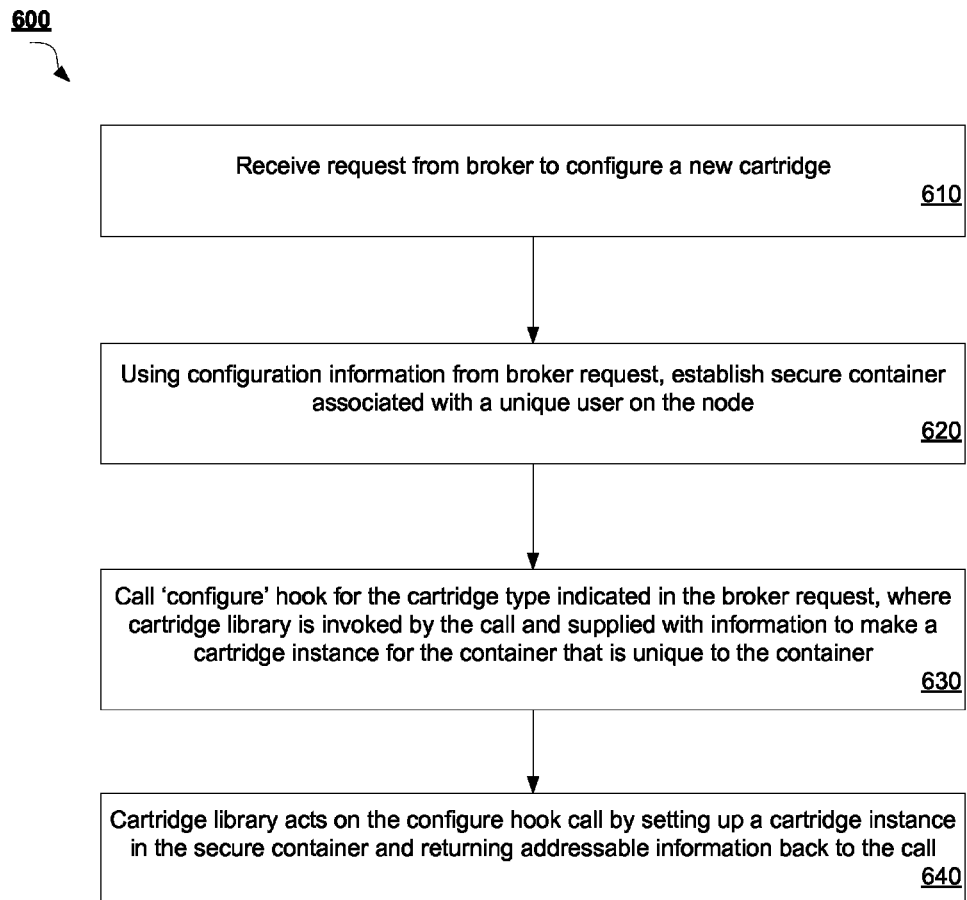 600
Receive request from broker to configure a new cartridge
610
Using configuration information from broker request, establish secure container
associated with a unique user on the node
620
Call ‘configure’ hook for the cartridge type indicated in the broker request, where
cartridge library is invoked by the call and supplied with information to make a
cartridge instance for the container that is unique to the container
630
Cartridge library acts on the configure hook call by setting up a cartridge instance
in the secure container and returning addressable information back to the call
640